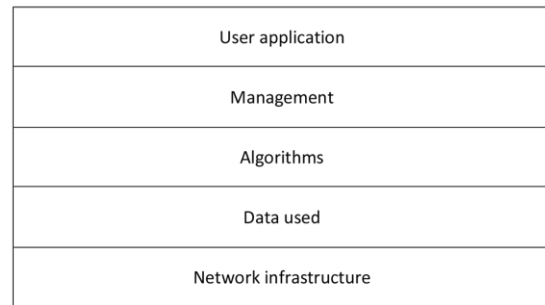 User application
Management
Algorithms
Data used
Network infrastructure